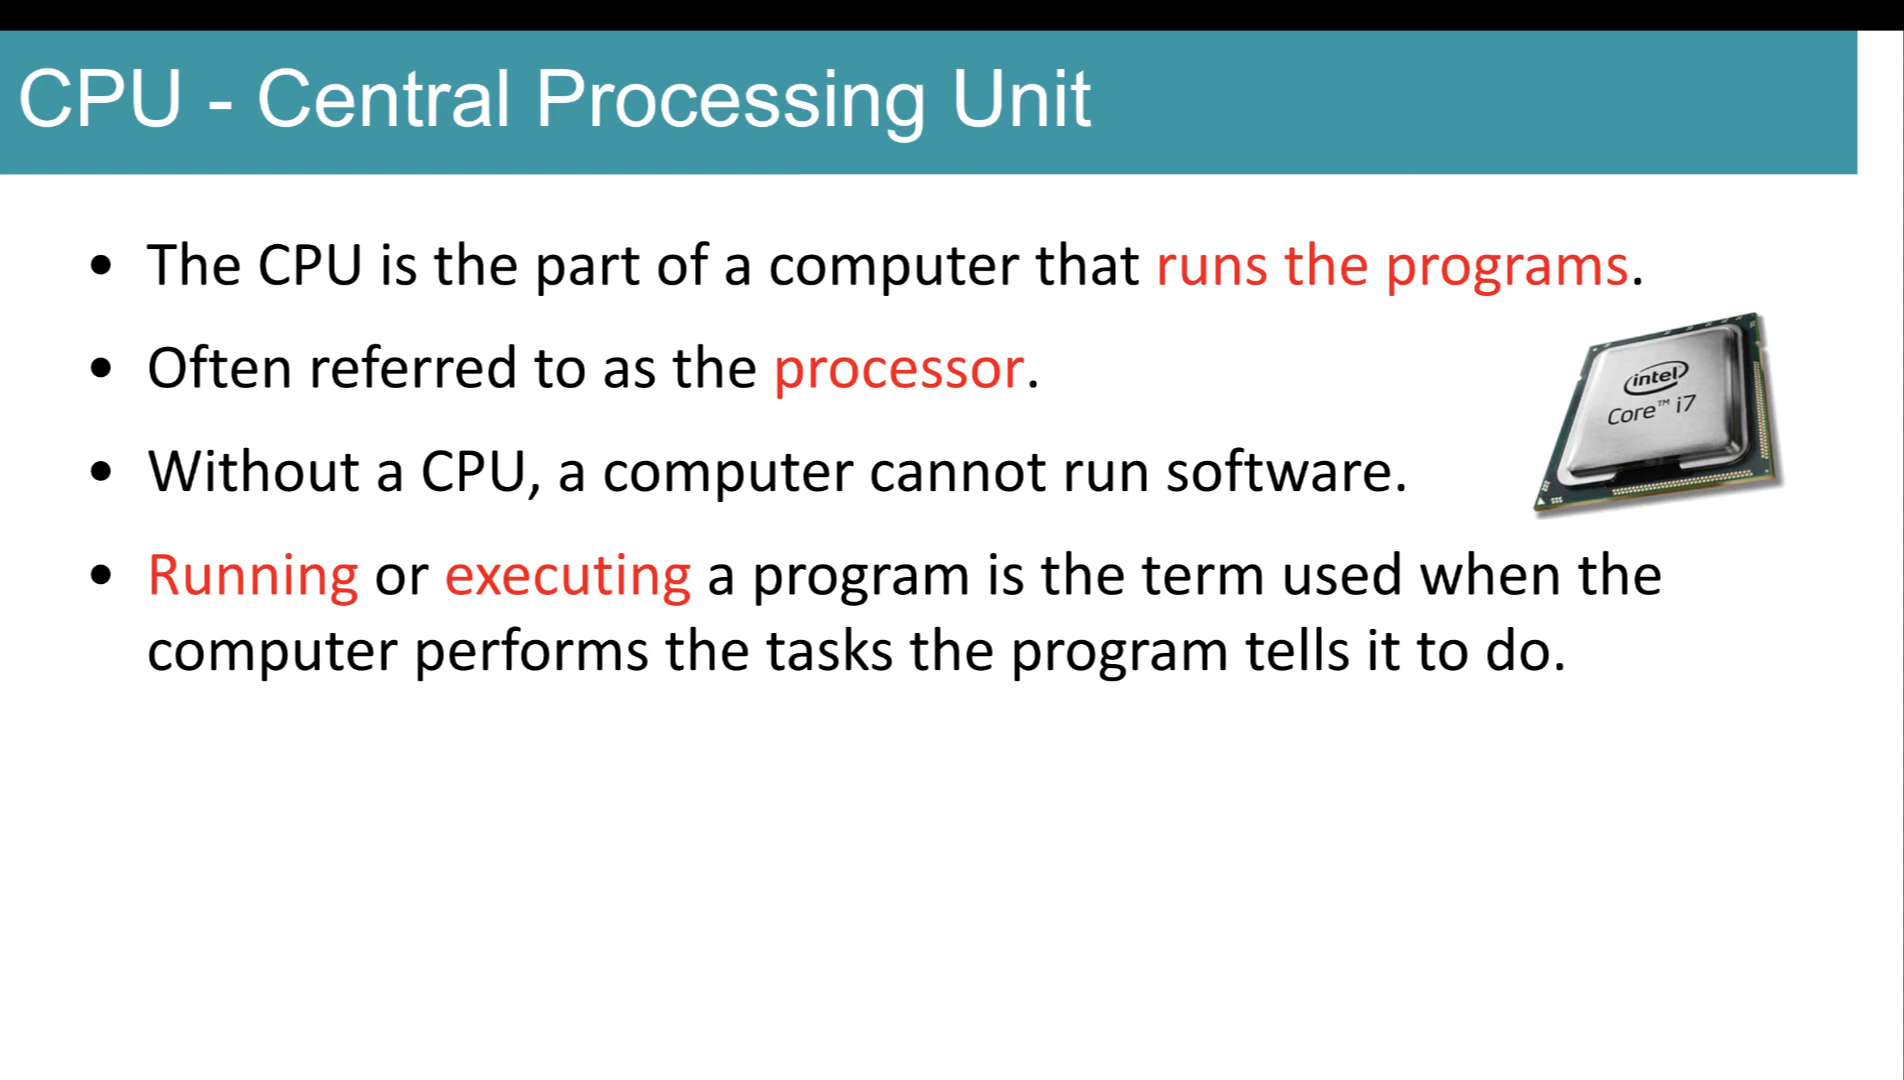 CPU - Central Processing Unit
• The CPU is the part of a computer that runs the programs.
• Often referred to as the processor.
intel
Core™ i7
• Without a CPU, a computer cannot run software.
• Running or executing a program is the term used when the
computer performs the tasks the program tells it to do.